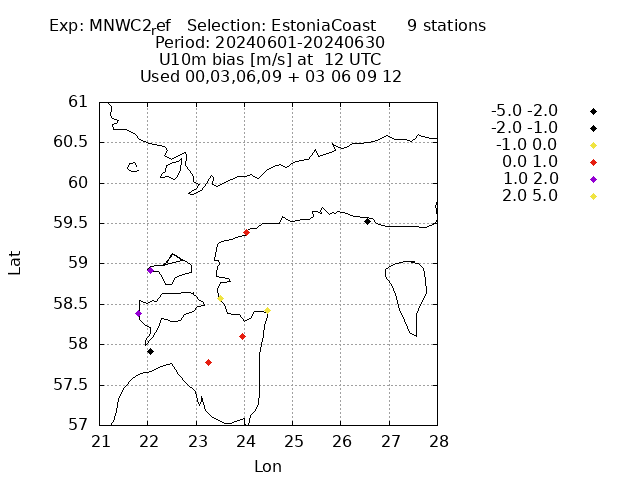 Exp: MNWC2_ref Selection: EstoniaCoast 9 stations
Period: 20240601-20240630
U10m bias [m/s] at 12 UTC
Used 00,03,06,09 + 03 06 09 12
61
60.5
60
59.5
59
58.5
58
57.5
57
21 22 23 24 25 26 27 28
Lat
Lon
-5.0 -2.0
-2.0 -1.0
-1.0 0.0
0.0 1.0
1.0 2.0
2.0 5.0